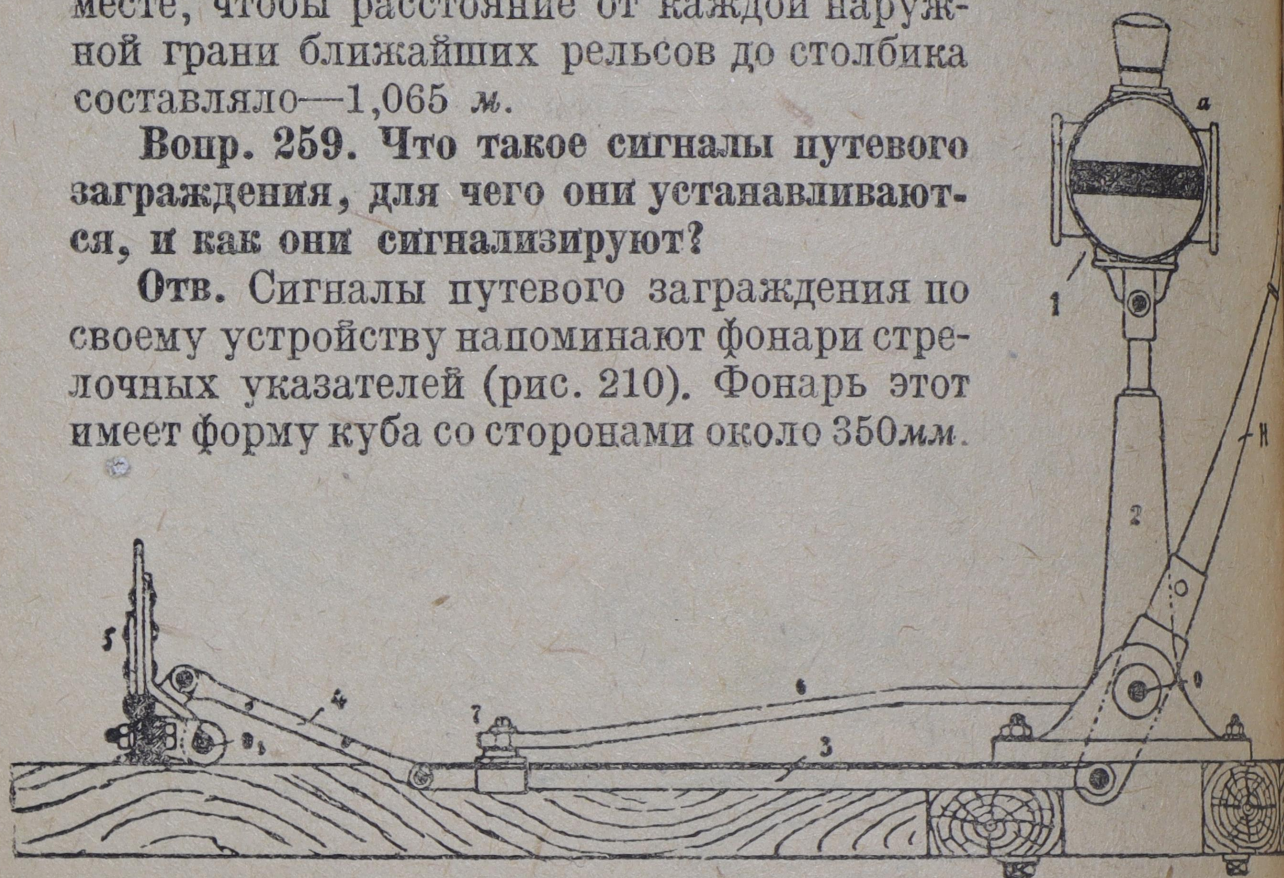 месте, чтобы расстояние от каждой наруж-
ной грани ближайших рельсов до столбика
составляло—1,065 м.
Вопр. 259. Что такое сигналы путевого
заграждения, для чего они устанавливают-
ся, и как они сигнализируют?
Отв. Сигналы путевого заграждения по
своему устройству напоминают фонари стре-
лочных указателей (рис. 210). Фонарь этот
имеет форму куба со сторонами около 350мм.
а
1
Н
2
5
4
6
7
3
0